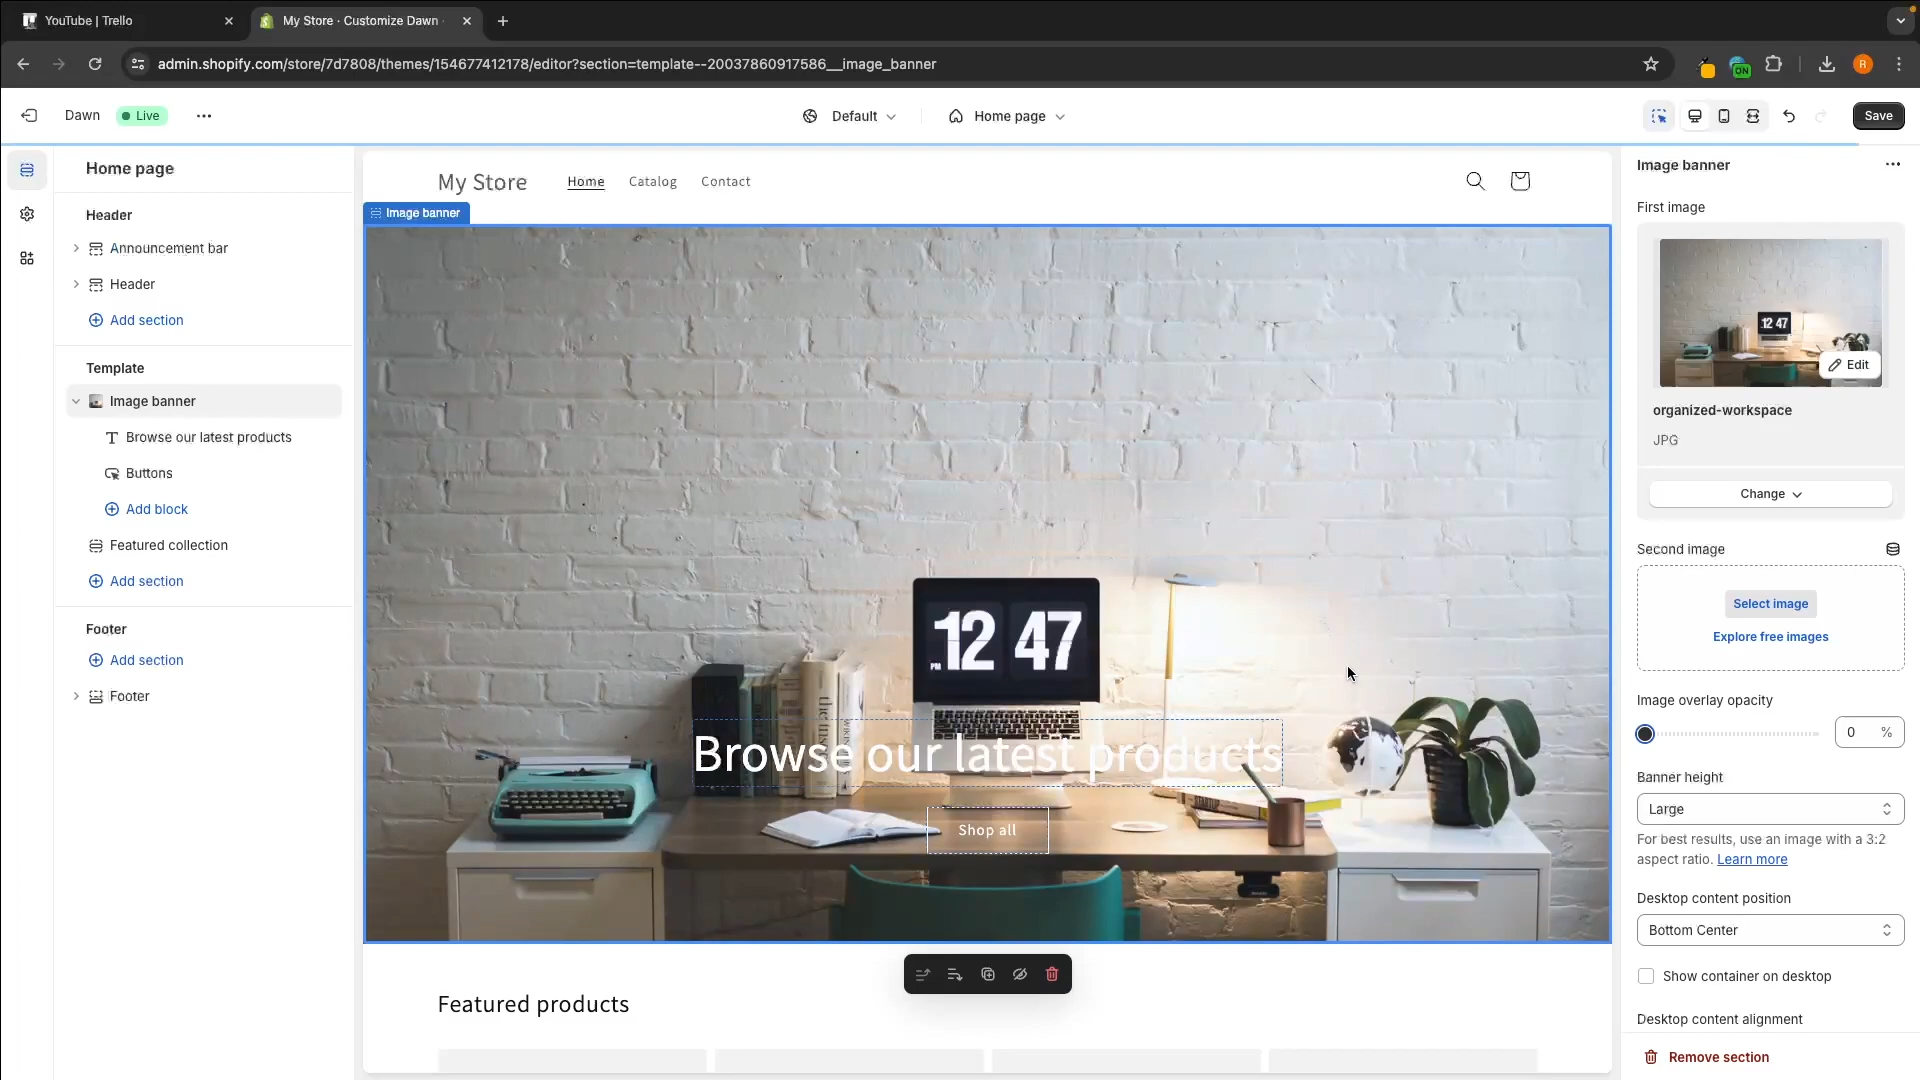 YouTube | Trello
My Store · Customize Dawn ·
admin.shopify.com/store/7d7808/themes/154677412178/editor?section=template--20037860917586__image_banner
ON
R
Dawn
Live
Default
Home page
Save
Home page
Header
Announcement bar
Header
Add section
Template
Image banner
Browse our latest products
Buttons
Add block
Featured collection
Add section
Footer
Add section
Footer
My Store
Home
Catalog
Contact
Image banner
PM
12 47
Browse our latest products
Shop all
Featured products
Image banner
First image
12 47
Edit
organized-workspace
JPG
Change
Second image
Select image
Explore free images
Image overlay opacity
0 %
Banner height
Large
For best results, use an image with a 3:2
aspect ratio. Learn more
Desktop content position
Bottom Center
Show container on desktop
Desktop content alignment
Remove section